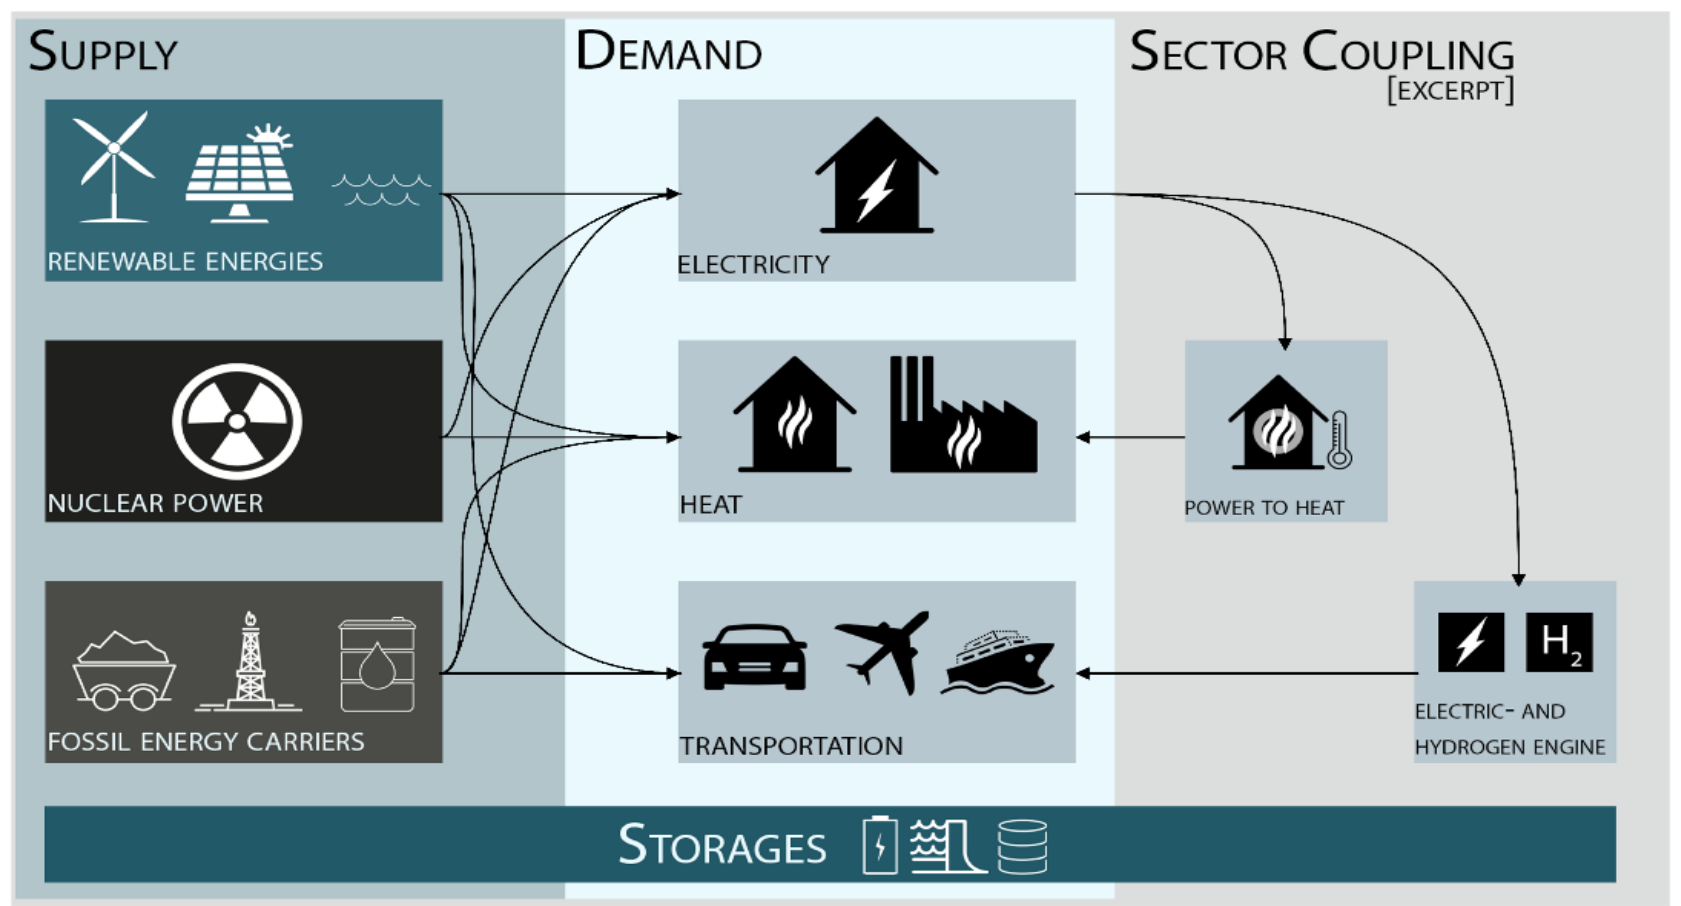 SUPPLY
RENEWABLE ENERGIES
NUCLEAR POWER
FOSSIL ENERGY CARRIERS
DEMAND
ELECTRICITY
HEAT
TRANSPORTATION
SECTOR COUPLING
[EXCERPT]
POWER TO HEAT
H2
ELECTRIC- AND
HYDROGEN ENGINE
STORAGES